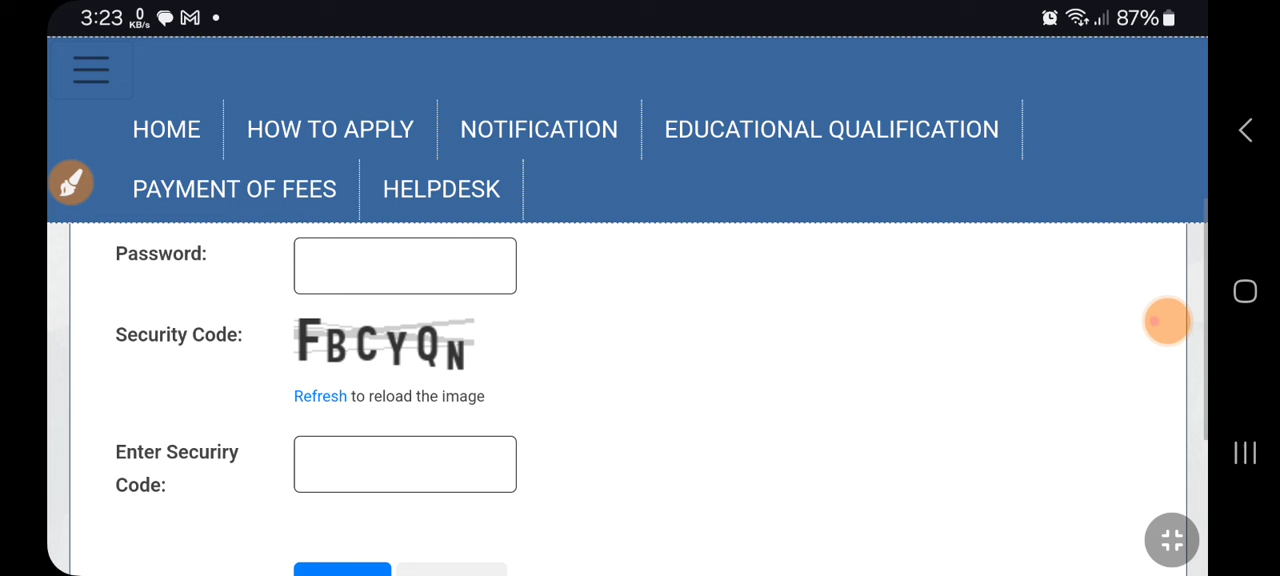 3:23 0 KB/s 87%
HOME HOW TO APPLY NOTIFICATION EDUCATIONAL QUALIFICATION
PAYMENT OF FEES HELPDESK
Password:
Security Code: FBCYQN
Refresh to reload the image
Enter Securiry
Code: